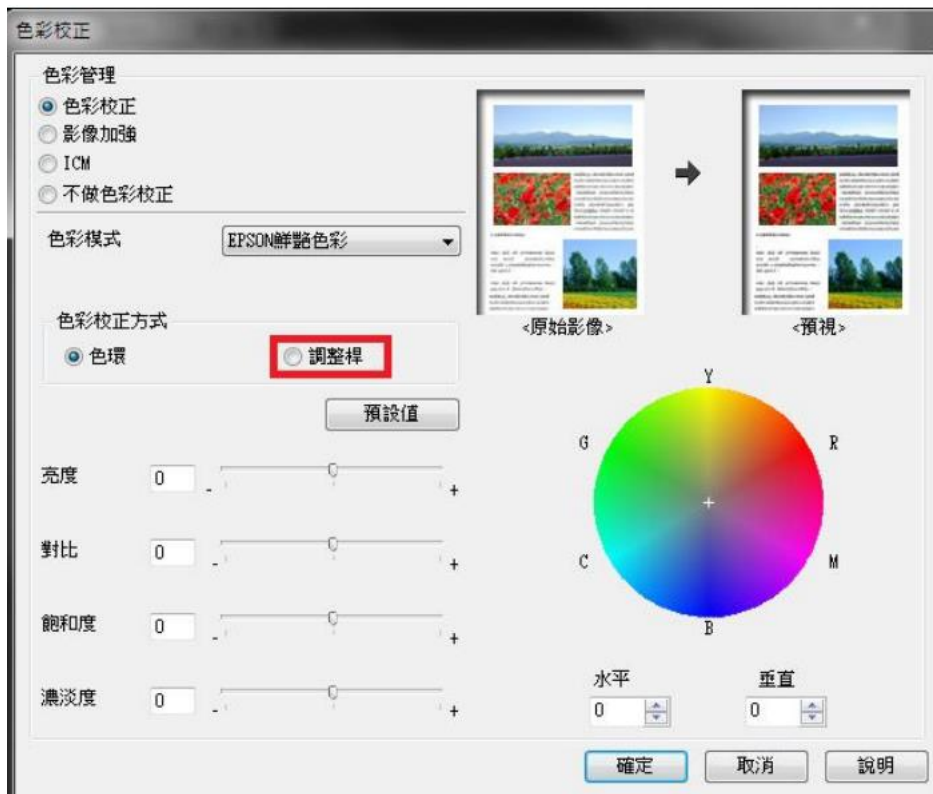 色彩校正
色彩管理
色彩校正
影像加強
ICM
不做色彩校正
色彩模式
EPSON鮮豔色彩
色彩校正方式
色環
調整桿
預設值
亮度
0
-
+
對比
0
-
+
飽和度
0
-
+
濃淡度
0
-
+
<原始影像>
<預視>
Y
G
R
C
M
B
水平
0
垂直
0
確定
取消
說明